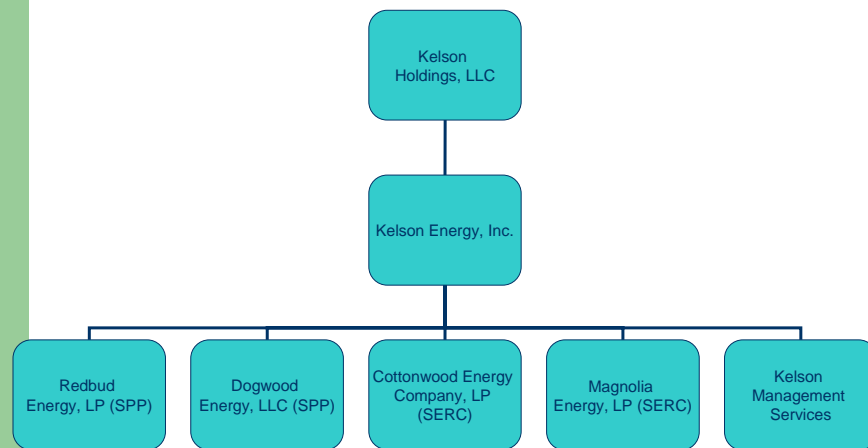 Kelson
Holdings, LLC
Kelson Energy, Inc.
Redbud
Energy, LP (SPP)
Dogwood
Energy, LLC (SPP)
Cottonwood Energy
Company, LP
(SERC)
Magnolia
Energy, LP (SERC)
Kelson
Management
Services